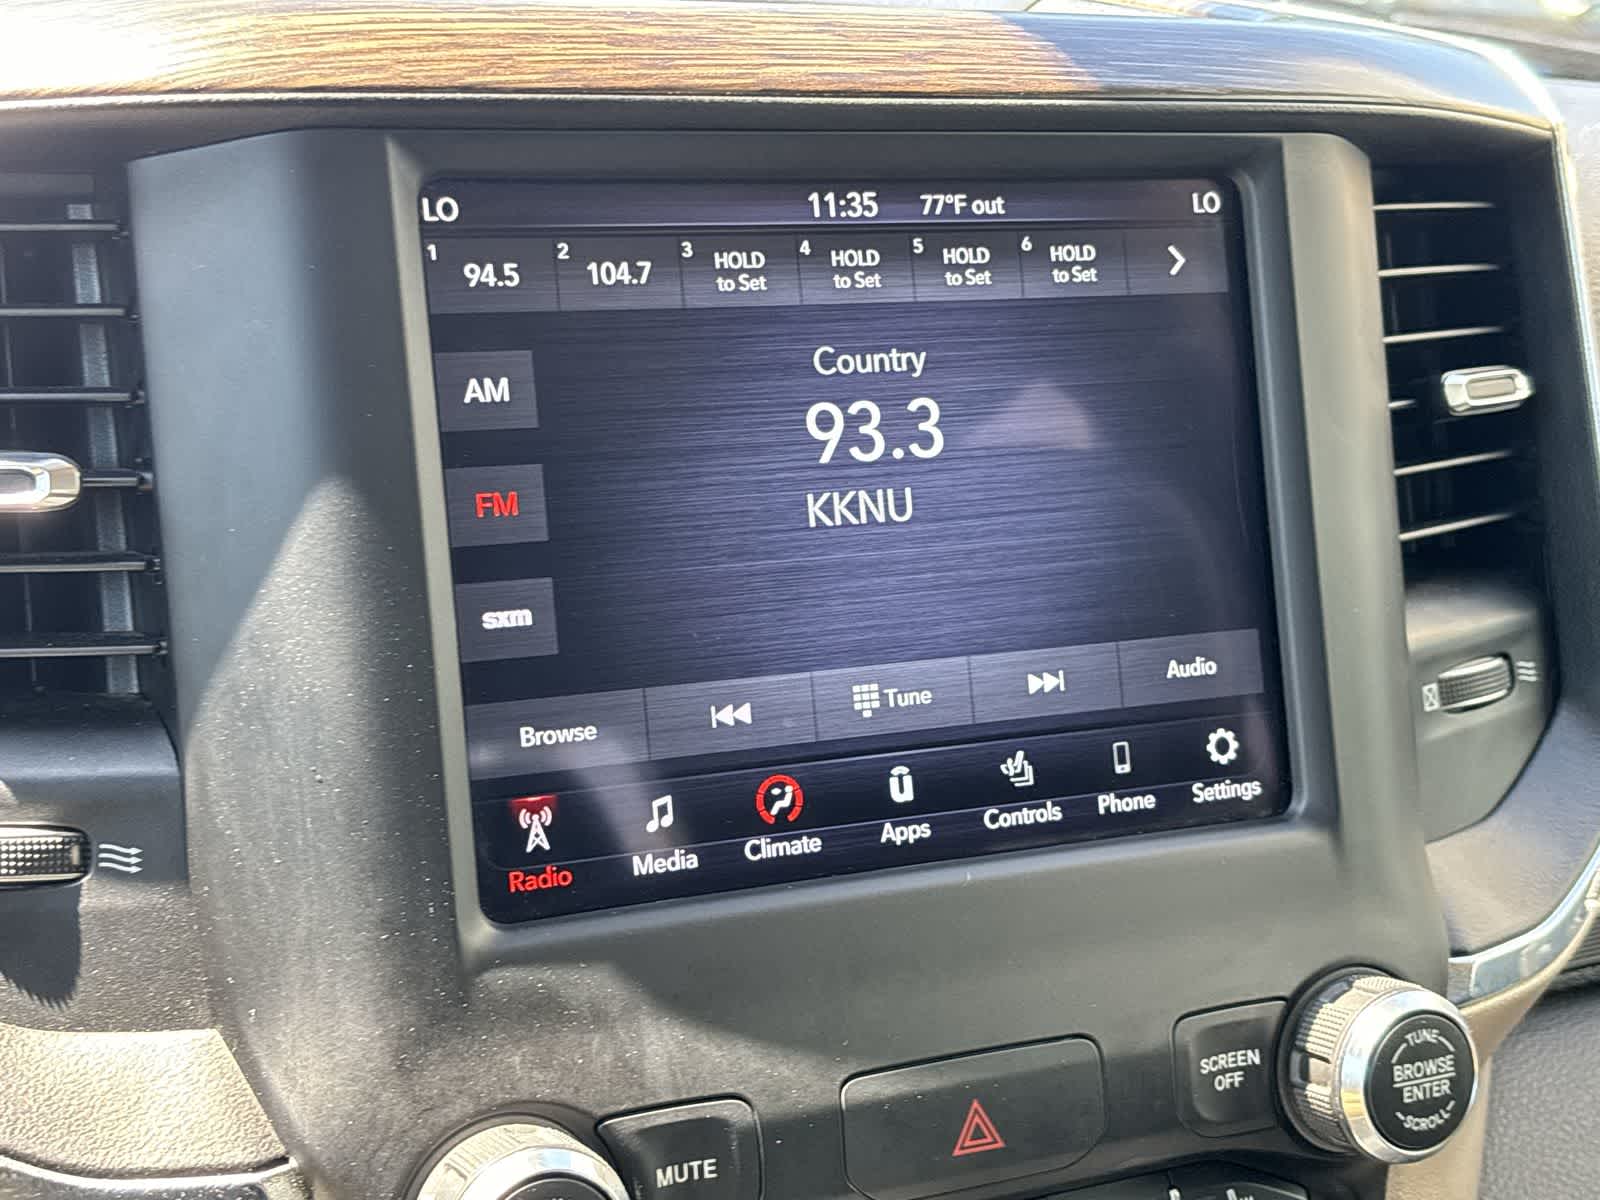 LO 11:35 77°F out LO
1 94.5 2 104.7 3 HOLD to Set 4 HOLD to Set 5 HOLD to Set 6 HOLD to Set
Country
AM
93.3
FM
KKNU
sxm
Browse Tune Audio
Radio Media Climate Apps Controls Phone Settings
MUTE
SCREEN
OFF
TUNE
BROWSE
ENTER
SCROLL